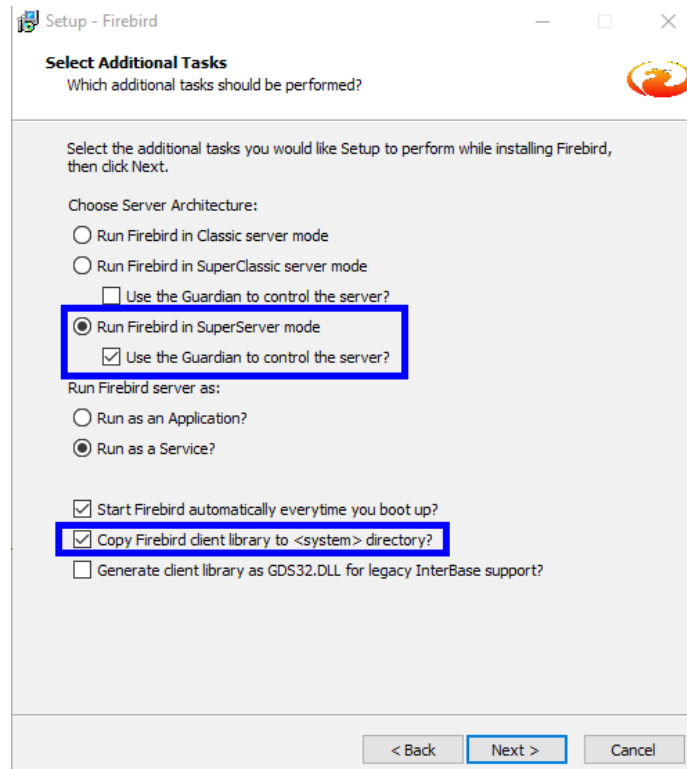 Setup - Firebird
Select Additional Tasks
Which additional tasks should be performed?
Select the additional tasks you would like Setup to perform while installing Firebird,
then click Next.
Choose Server Architecture:
Run Firebird in Classic server mode
Run Firebird in SuperClassic server mode
Use the Guardian to control the server?
Run Firebird in SuperServer mode
Use the Guardian to control the server?
Run Firebird server as:
Run as an Application?
Run as a Service?
Start Firebird automatically everytime you boot up?
Copy Firebird client library to <system> directory?
Generate client library as GDS32.DLL for legacy InterBase support?
< Back
Next >
Cancel